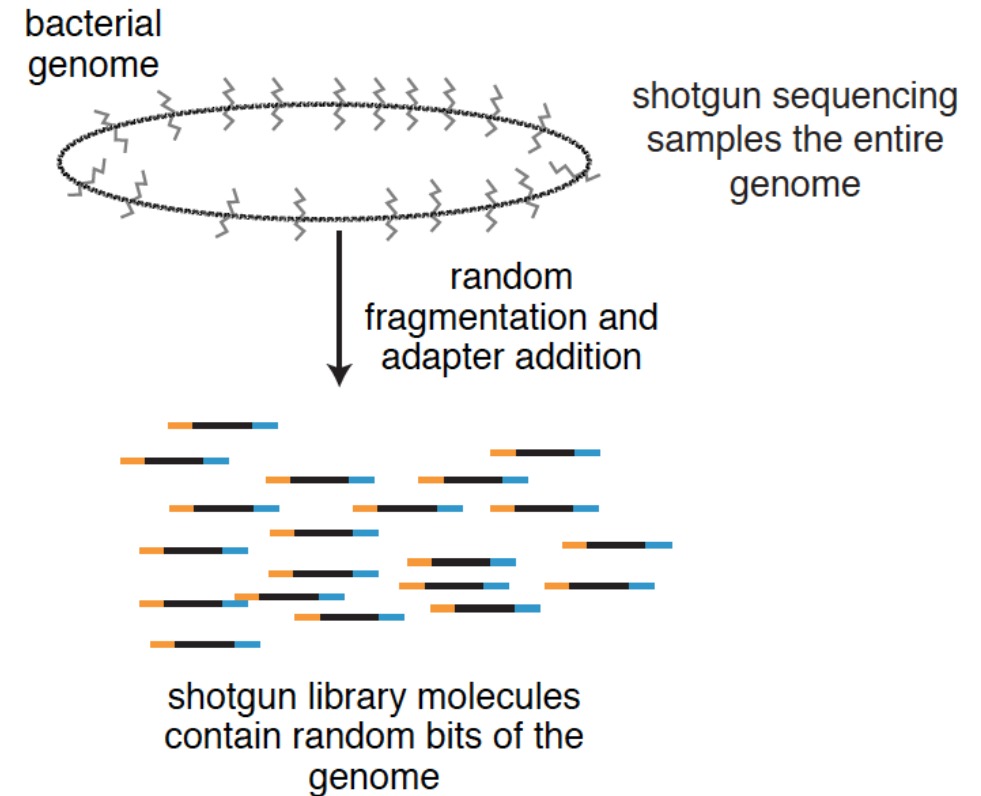 bacterial
genome
shotgun sequencing
samples the entire
genome
random
fragmentation and
adapter addition
shotgun library molecules
contain random bits of the
genome